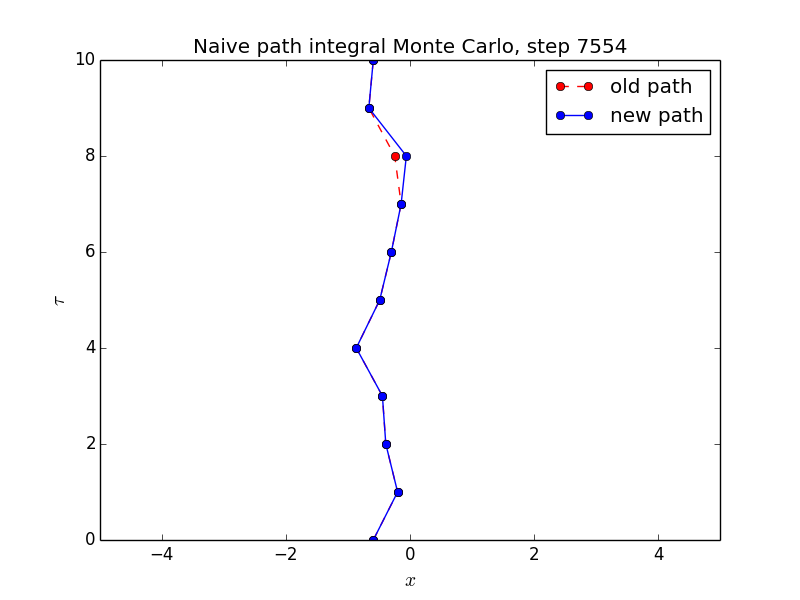 Naive path integral Monte Carlo, step 7554
10
old path
new path
8
6
τ
4
2
0
−4
−2
0
2
4
x